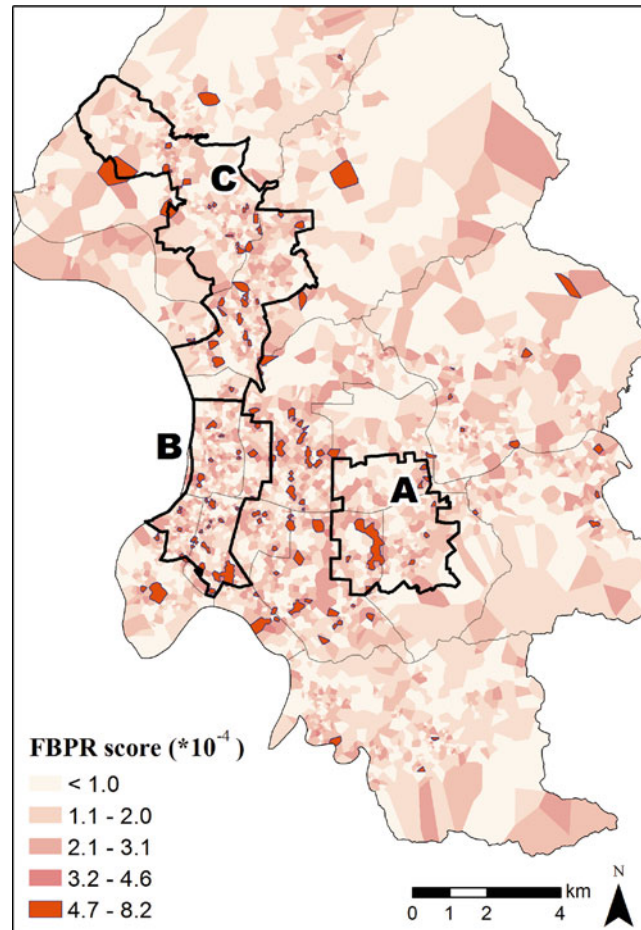 C
B
A
FBPR score (*10⁻⁴)
< 1.0
1.1 - 2.0
2.1 - 3.1
3.2 - 4.6
4.7 - 8.2
N
km
0 1 2 4